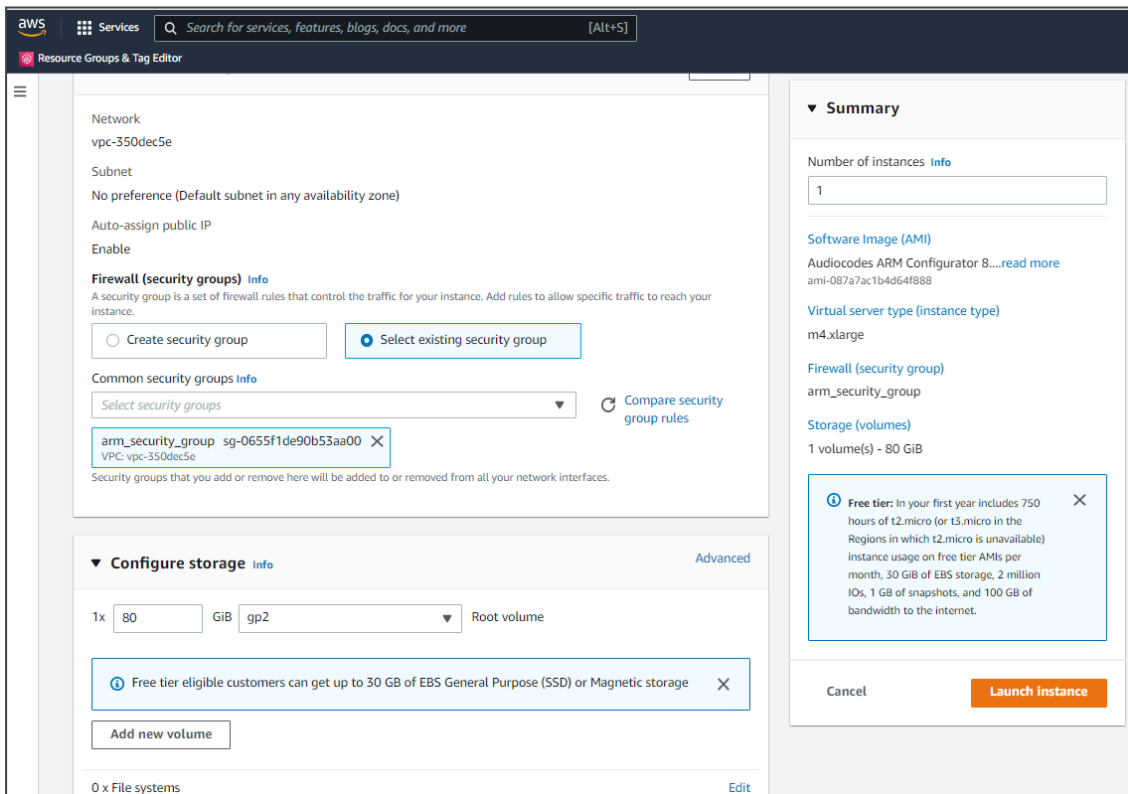 aws
Services
Search for services, features, blogs, docs, and more
[Alt+S]
Resource Groups & Tag Editor
Network
vpc-350dec5e
Subnet
No preference (Default subnet in any availability zone)
Auto-assign public IP
Enable
Firewall (security groups) Info
A security group is a set of firewall rules that control the traffic for your instance. Add rules to allow specific traffic to reach your
instance.
Create security group
Select existing security group
Common security groups Info
Select security groups
Compare security
group rules
arm_security_group sg-0655f1de90b53aa00
VPC: vpc-350dec5e
Security groups that you add or remove here will be added to or removed from all your network interfaces.
Configure storage Info
Advanced
1x 80 GiB gp2 Root volume
Free tier eligible customers can get up to 30 GB of EBS General Purpose (SSD) or Magnetic storage
Add new volume
0 x File systems
Edit
Summary
Number of instances Info
1
Software Image (AMI)
Audiocodes ARM Configurator 8....read more
ami-087a7ac1b4d64f888
Virtual server type (instance type)
m4.xlarge
Firewall (security group)
arm_security_group
Storage (volumes)
1 volume(s) - 80 GiB
Free tier: In your first year includes 750
hours of t2.micro (or t3.micro in the
Regions in which t2.micro is unavailable)
instance usage on free tier AMIs per
month, 30 GiB of EBS storage, 2 million
IOs, 1 GB of snapshots, and 100 GB of
bandwidth to the internet.
Cancel
Launch instance